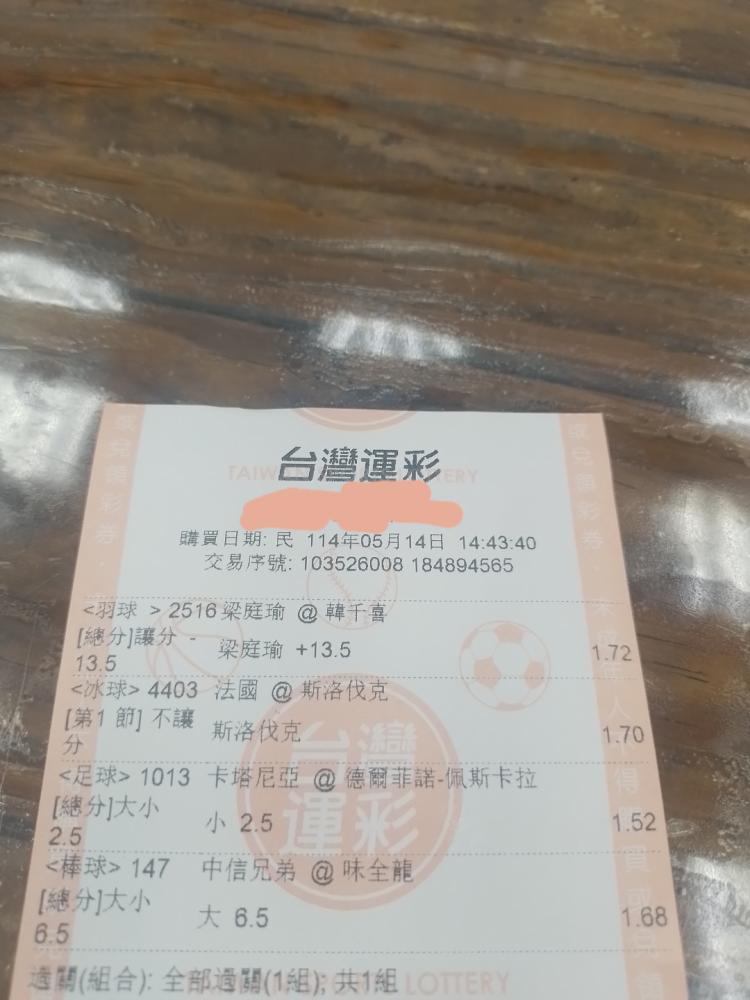 台灣運彩
購買日期: 民 114年05月14日 14:43:40
交易序號: 103526008 184894565
<羽球 > 2516 梁庭瑜 @ 韓千喜
[總分]讓分 -
13.5
梁庭瑜 +13.5
1.72
<冰球> 4403 法國 @ 斯洛伐克
[第1 節] 不讓
分
斯洛伐克
1.70
<足球> 1013 卡塔尼亞 @ 德爾菲諾-佩斯卡拉
[總分]大小
2.5
小 2.5
1.52
<棒球> 147 中信兄弟 @ 味全龍
[總分]大小
6.5
大 6.5
1.68
過關(組合): 全部過關(1組); 共1組
台灣
運彩